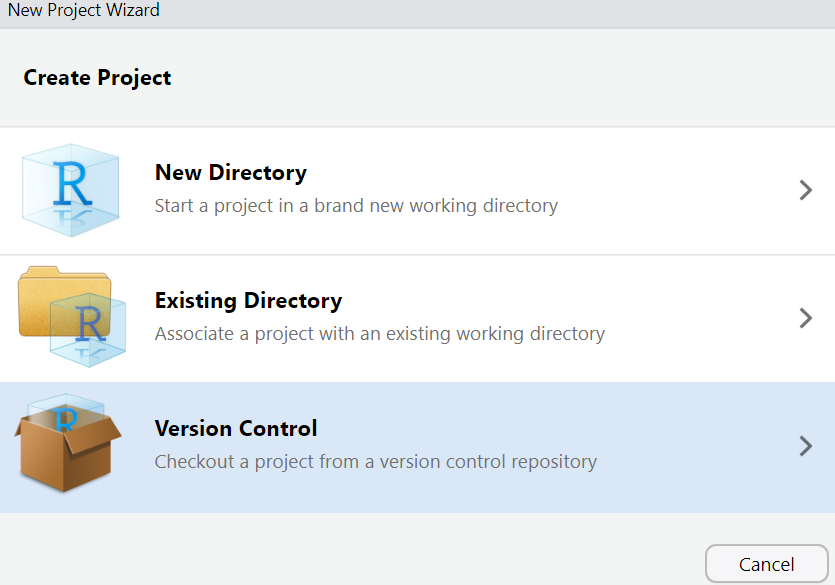 New Project Wizard
Create Project
R
New Directory
Start a project in a brand new working directory
R
Existing Directory
Associate a project with an existing working directory
R
Version Control
Checkout a project from a version control repository
Cancel